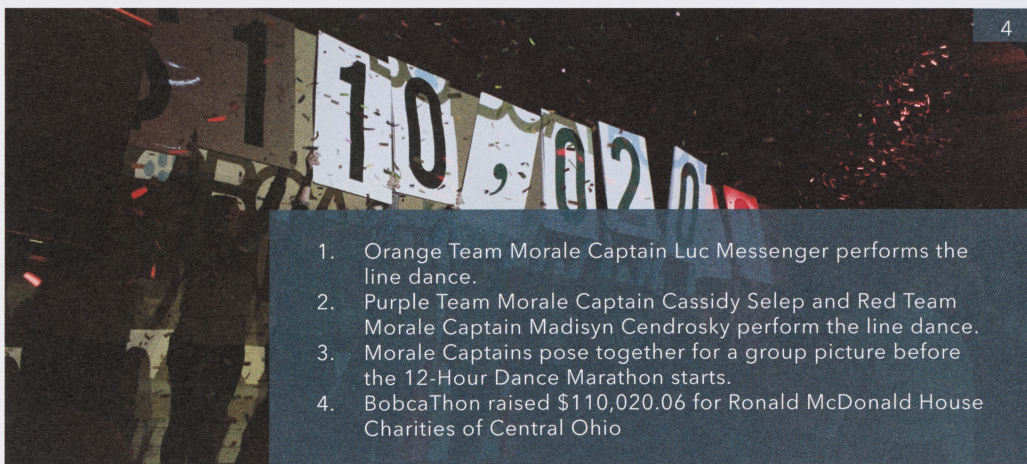 4
1 10,020
1. Orange Team Morale Captain Luc Messenger performs the
line dance.
2. Purple Team Morale Captain Cassidy Selep and Red Team
Morale Captain Madisyn Cendrosky perform the line dance.
3. Morale Captains pose together for a group picture before
the 12-Hour Dance Marathon starts.
4. BobcaThon raised $110,020.06 for Ronald McDonald House
Charities of Central Ohio